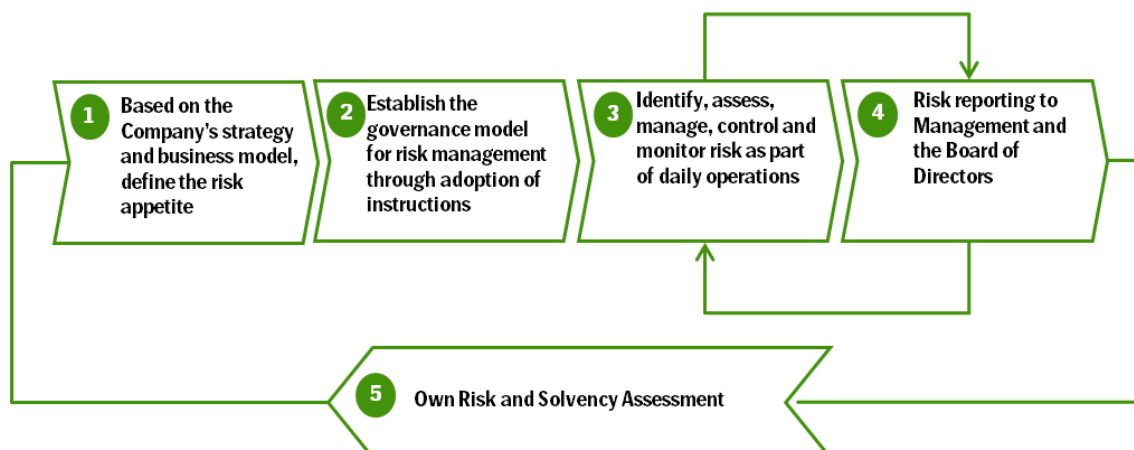 1
Based on the
Company's strategy
and business model,
define the risk
appetite
2
Establish the
governance model
for risk management
through adoption of
instructions
3
Identify, assess,
manage, control and
monitor risk as part
of daily operations
4
Risk reporting to
Management and
the Board of
Directors
5
Own Risk and Solvency Assessment